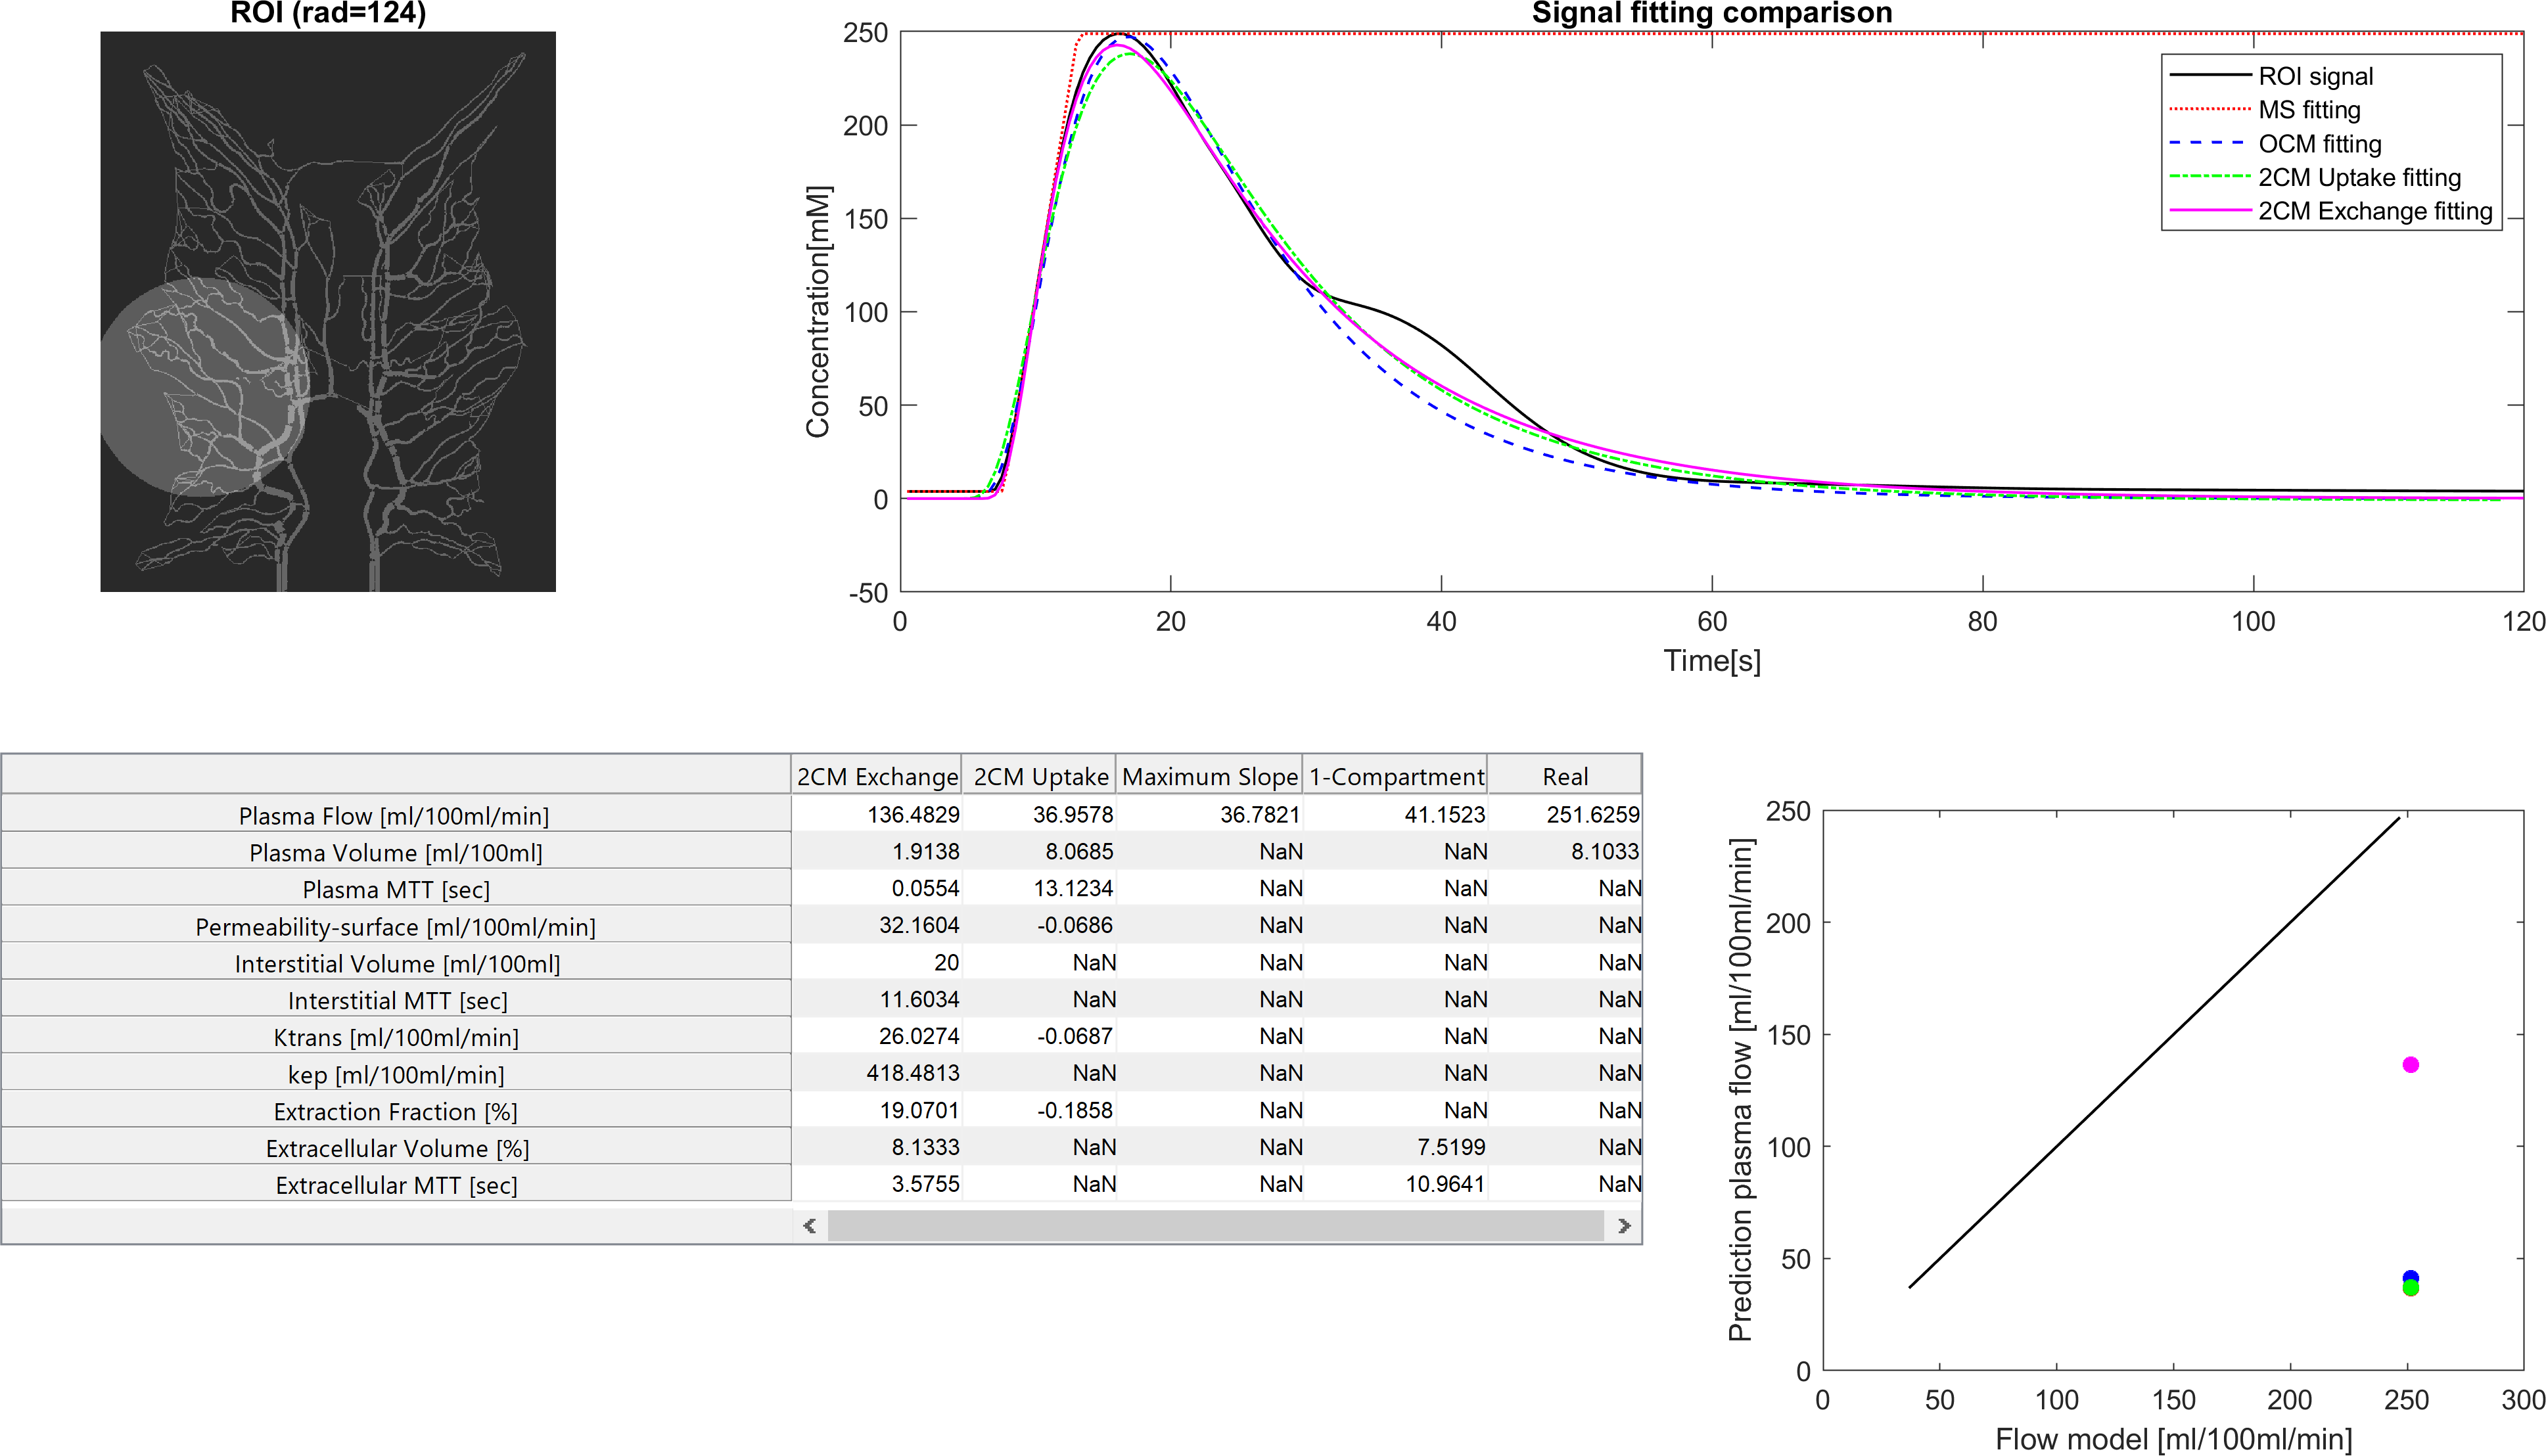 ROI (rad=124)
Signal fitting comparison
250
200
150
100
50
0
-50
Concentration[mM]
0 20 40 60 80 100 120
Time[s]
ROI signal
MS fitting
OCM fitting
2CM Uptake fitting
2CM Exchange fitting
2CM Exchange 2CM Uptake Maximum Slope 1-Compartment Real
Plasma Flow [ml/100ml/min] 136.4829 36.9578 36.7821 41.1523 251.6259
Plasma Volume [ml/100ml] 1.9138 8.0685 NaN NaN 8.1033
Plasma MTT [sec] 0.0554 13.1234 NaN NaN NaN
Permeability-surface [ml/100ml/min] 32.1604 -0.0686 NaN NaN NaN
Interstitial Volume [ml/100ml] 20 NaN NaN NaN NaN
Interstitial MTT [sec] 11.6034 NaN NaN NaN NaN
Ktrans [ml/100ml/min] 26.0274 -0.0687 NaN NaN NaN
kep [ml/100ml/min] 418.4813 NaN NaN NaN NaN
Extraction Fraction [%] 19.0701 -0.1858 NaN NaN NaN
Extracellular Volume [%] 8.1333 NaN NaN 7.5199 NaN
Extracellular MTT [sec] 3.5755 NaN NaN 10.9641 NaN
250
200
150
100
50
0
Prediction plasma flow [ml/100ml/min]
0 50 100 150 200 250 300
Flow model [ml/100ml/min]